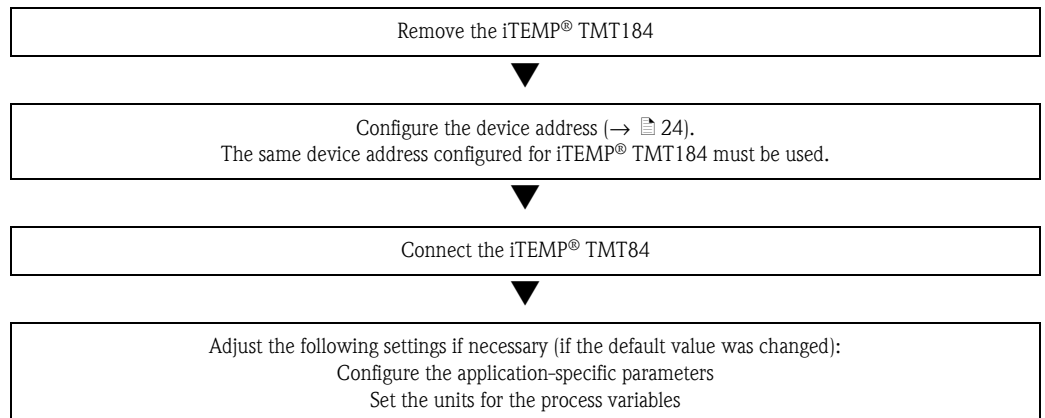 Remove the iTEMP® TMT184
Configure the device address (→ 🖹 24).
The same device address configured for iTEMP® TMT184 must be used.
Connect the iTEMP® TMT84
Adjust the following settings if necessary (if the default value was changed):
Configure the application-specific parameters
Set the units for the process variables